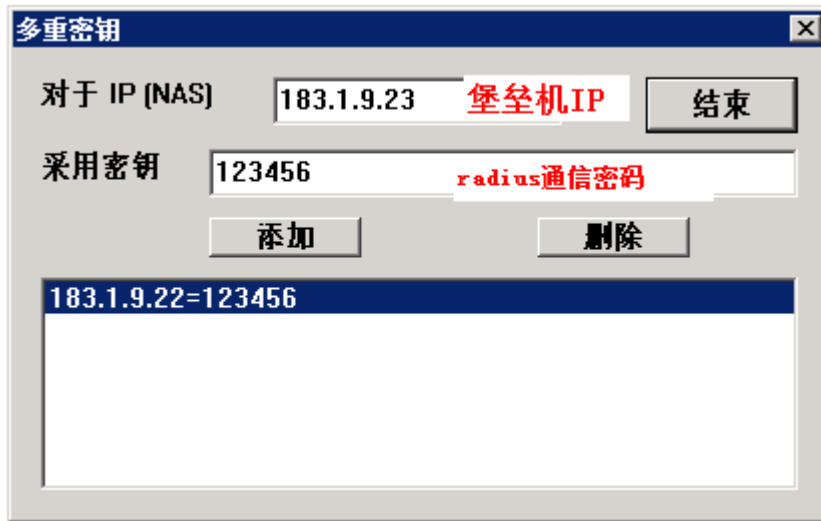 多重密钥
对于 IP (NAS) 183.1.9.23 堡垒机IP 结束
采用密钥 123456 radius通信密码
添加 删除
183.1.9.22=123456